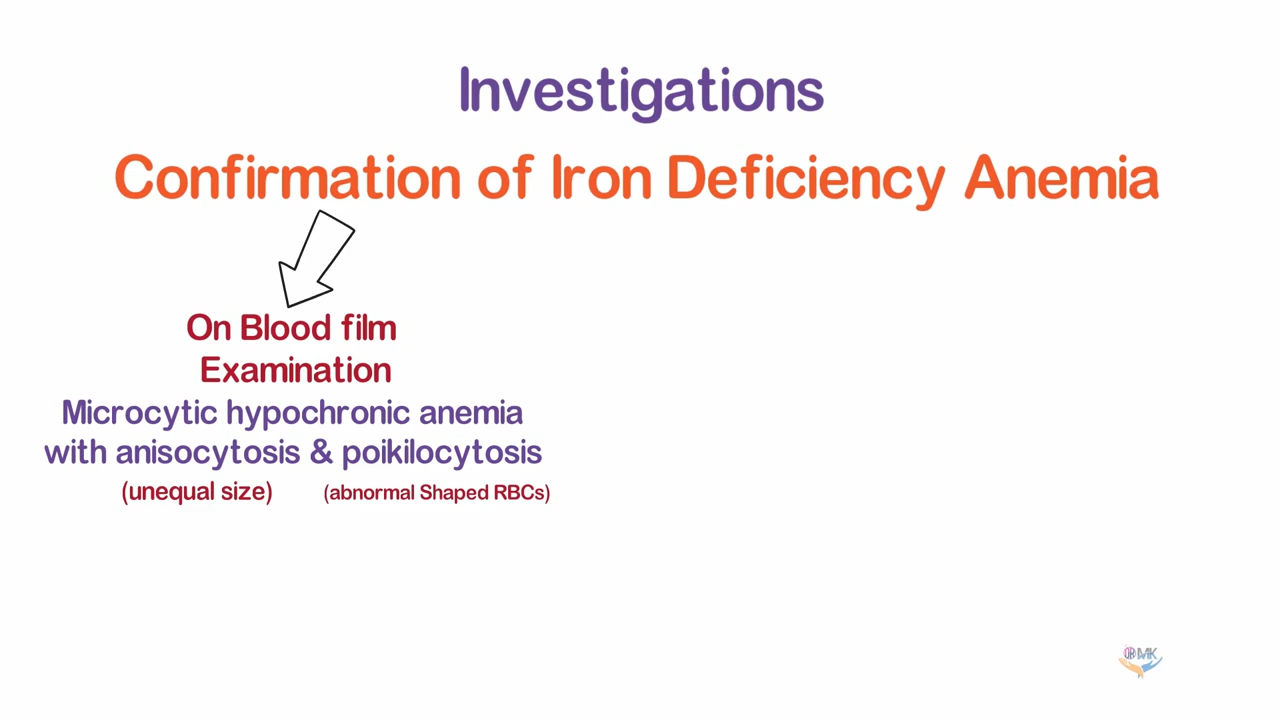 Investigations
Confirmation of Iron Deficiency Anemia
On Blood film
Examination
Microcytic hypochronic anemia
with anisocytosis & poikilocytosis
(unequal size) (abnormal Shaped RBCs)